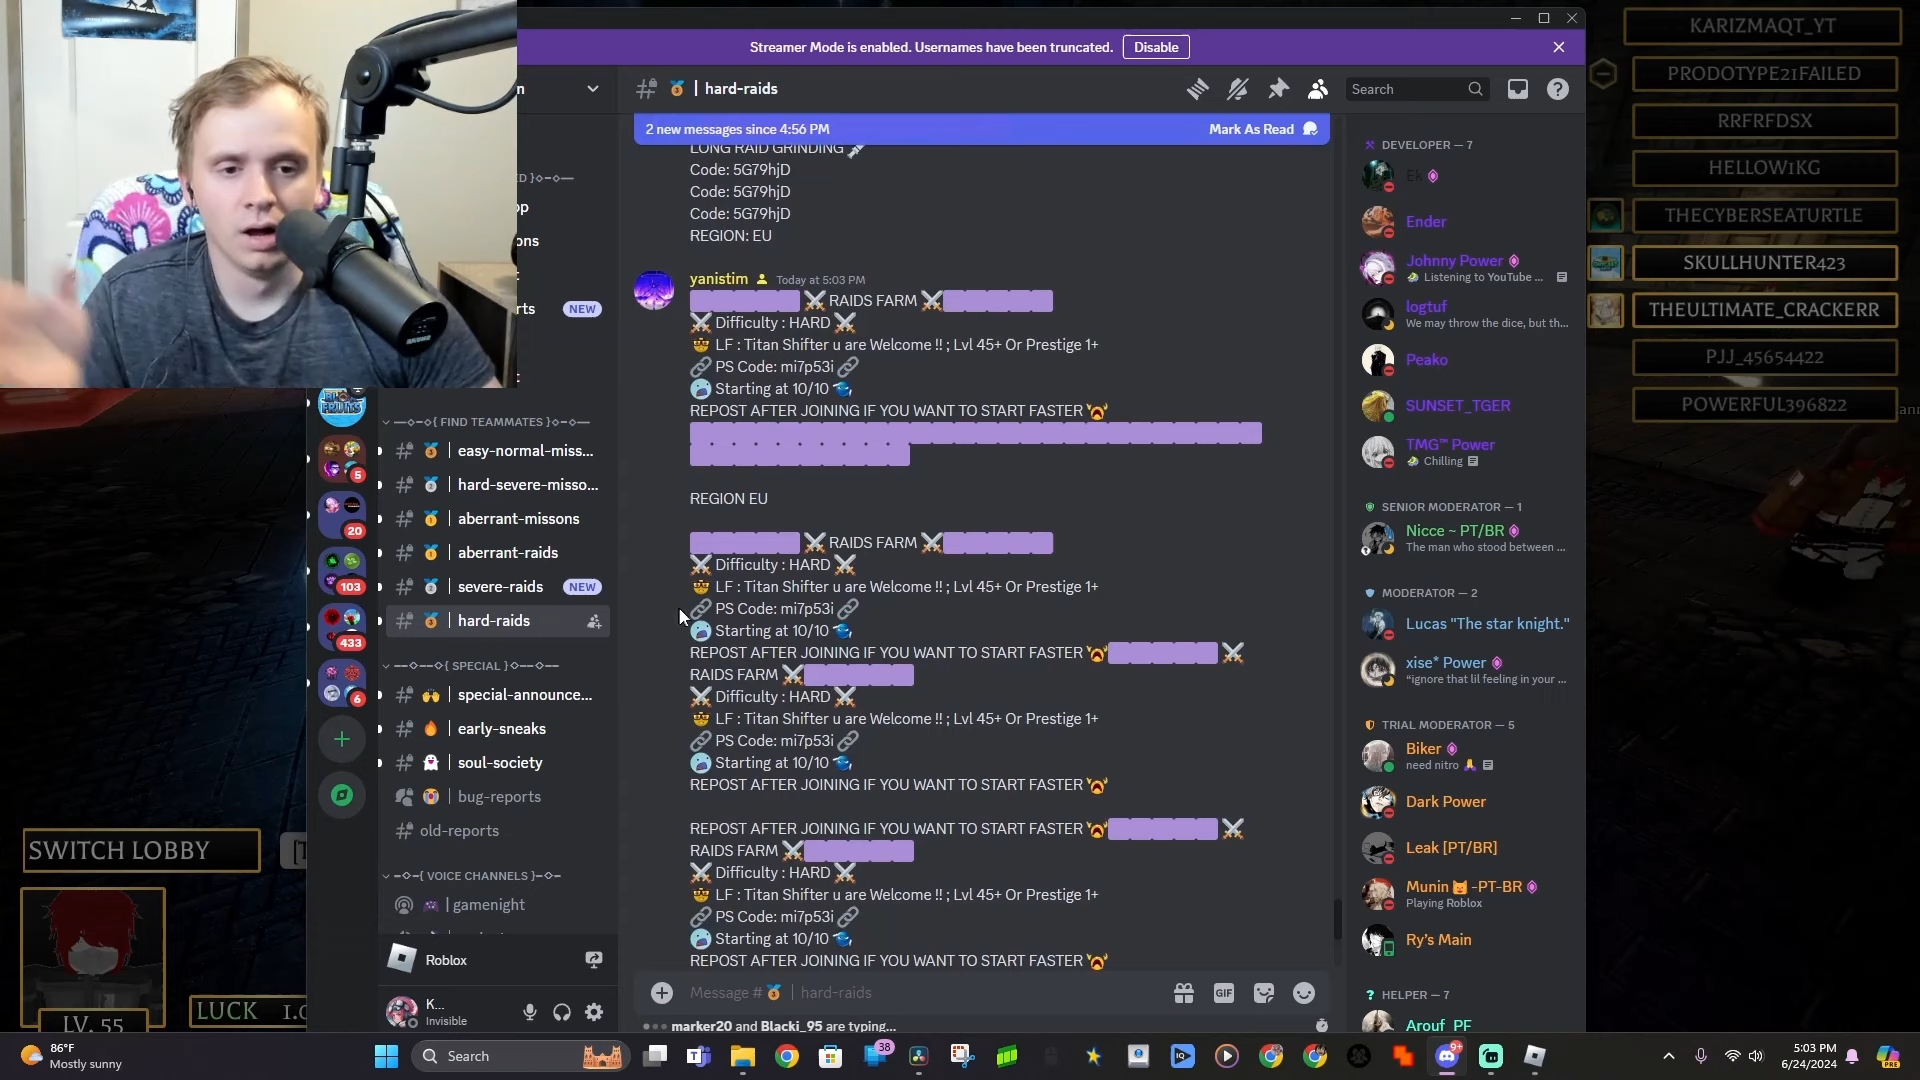 Streamer Mode is enabled. Usernames have been truncated.
Disable
n
| hard-raids
Search
2 new messages since 4:56 PM
Mark As Read
LONG RAID GRINDING
Code: 5G79hjD
Code: 5G79hjD
Code: 5G79hjD
REGION: EU
yanistim
Today at 5:03 PM
RAIDS FARM
Difficulty : HARD
LF : Titan Shifter u are Welcome !! ; Lvl 45+ Or Prestige 1+
PS Code: mi7p53i
Starting at 10/10
REPOST AFTER JOINING IF YOU WANT TO START FASTER
REGION EU
RAIDS FARM
Difficulty : HARD
LF : Titan Shifter u are Welcome !! ; Lvl 45+ Or Prestige 1+
PS Code: mi7p53i
Starting at 10/10
REPOST AFTER JOINING IF YOU WANT TO START FASTER
RAIDS FARM
Difficulty : HARD
LF : Titan Shifter u are Welcome !! ; Lvl 45+ Or Prestige 1+
PS Code: mi7p53i
Starting at 10/10
REPOST AFTER JOINING IF YOU WANT TO START FASTER
REPOST AFTER JOINING IF YOU WANT TO START FASTER
RAIDS FARM
Difficulty : HARD
LF : Titan Shifter u are Welcome !! ; Lvl 45+ Or Prestige 1+
PS Code: mi7p53i
Starting at 10/10
REPOST AFTER JOINING IF YOU WANT TO START FASTER
Message # | hard-raids
GIF
marker20 and Blacki_95 are typing...
op
ons
rts
NEW
{ FIND TEAMMATES }
| easy-normal-miss...
| hard-severe-misso...
| aberrant-missons
| aberrant-raids
| severe-raids
NEW
| hard-raids
{ SPECIAL }
| special-announce...
| early-sneaks
| soul-society
| bug-reports
old-reports
{ VOICE CHANNELS }
| gamenight
Roblox
K...
Invisible
5
20
103
433
6
DEVELOPER — 7
Ek
Ender
Johnny Power
Listening to YouTube ...
logtuf
We may throw the dice, but th...
Peako
SUNSET_TGER
TMG™ Power
Chilling
SENIOR MODERATOR — 1
Nicce ~ PT/BR
The man who stood between ...
MODERATOR — 2
Lucas "The star knight."
xise* Power
“ignore that lil feeling in your ...
TRIAL MODERATOR — 5
Biker
need nitro
Dark Power
Leak [PT/BR]
Munin -PT-BR
Playing Roblox
Ry's Main
HELPER — 7
Arouf_PF
KARIZMAQT_YT
PRODOTYPE21FAILED
RRFRFDSX
HELLOW1KG
THECYBERSEATURTLE
SKULLHUNTER423
THEULTIMATE_CRACKERR
PJJ_45654422
POWERFUL396822
SWITCH LOBBY
[T
LV. 55
LUCK
86°F
Mostly sunny
Search
38
9+
5:03 PM
6/24/2024